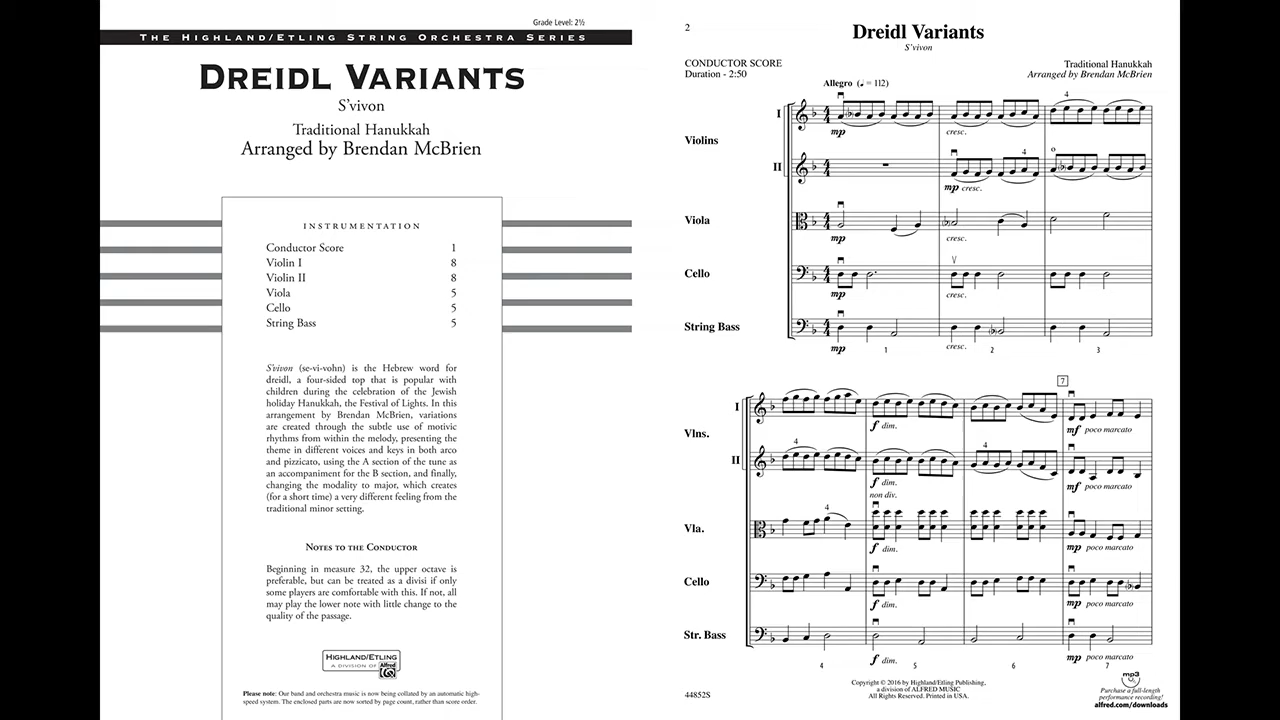 Grade Level: 2½
THE HIGHLAND/ETLING STRING ORCHESTRA SERIES
DREIDL VARIANTS
S'vivon
Traditional Hanukkah
Arranged by Brendan McBrien
INSTRUMENTATION
Conductor Score 1
Violin I 8
Violin II 8
Viola 5
Cello 5
String Bass 5
S'vivon (se-vi-vohn) is the Hebrew word for
dreidl, a four-sided top that is popular with
children during the celebration of the Jewish
holiday Hanukkah, the Festival of Lights. In this
arrangement by Brendan McBrien, variations
are created through the subtle use of motivic
rhythms from within the melody, presenting the
theme in different voices and keys in both arco
and pizzicato, using the A section of the tune as
an accompaniment for the B section, and finally,
changing the modality to major, which creates
(for a short time) a very different feeling from the
traditional minor setting.
NOTES TO THE CONDUCTOR
Beginning in measure 32, the upper octave is
preferable, but can be treated as a divisi if only
some players are comfortable with this. If not, all
may play the lower note with little change to the
quality of the passage.
HIGHLAND/ETLING
A DIVISION OF Alfred
Please note: Our band and orchestra music is now being collated by an automatic high-
speed system. The enclosed parts are now sorted by page count, rather than score order.
2
Dreidl Variants
S'vivon
CONDUCTOR SCORE
Duration - 2:50
Traditional Hanukkah
Arranged by Brendan McBrien
Allegro (♩ = 112)
4
I
mp cresc.
Violins
4 o
II
mp cresc.
Viola
mp cresc.
Cello
mp cresc.
String Bass
mp cresc.
1 2 3
7
I
f dim. mf poco marcato
Vlns.
4 4
II
f dim. mf poco marcato
non div.
4
Vla.
f dim. mp poco marcato
Cello
f dim. mp poco marcato
Str. Bass
f dim. mp poco marcato
4 5 6 7
Copyright © 2016 by Highland/Etling Publishing,
a division of ALFRED MUSIC
All Rights Reserved. Printed in USA.
44852S
mp3
Purchase a full-length
performance recording!
alfred.com/downloads